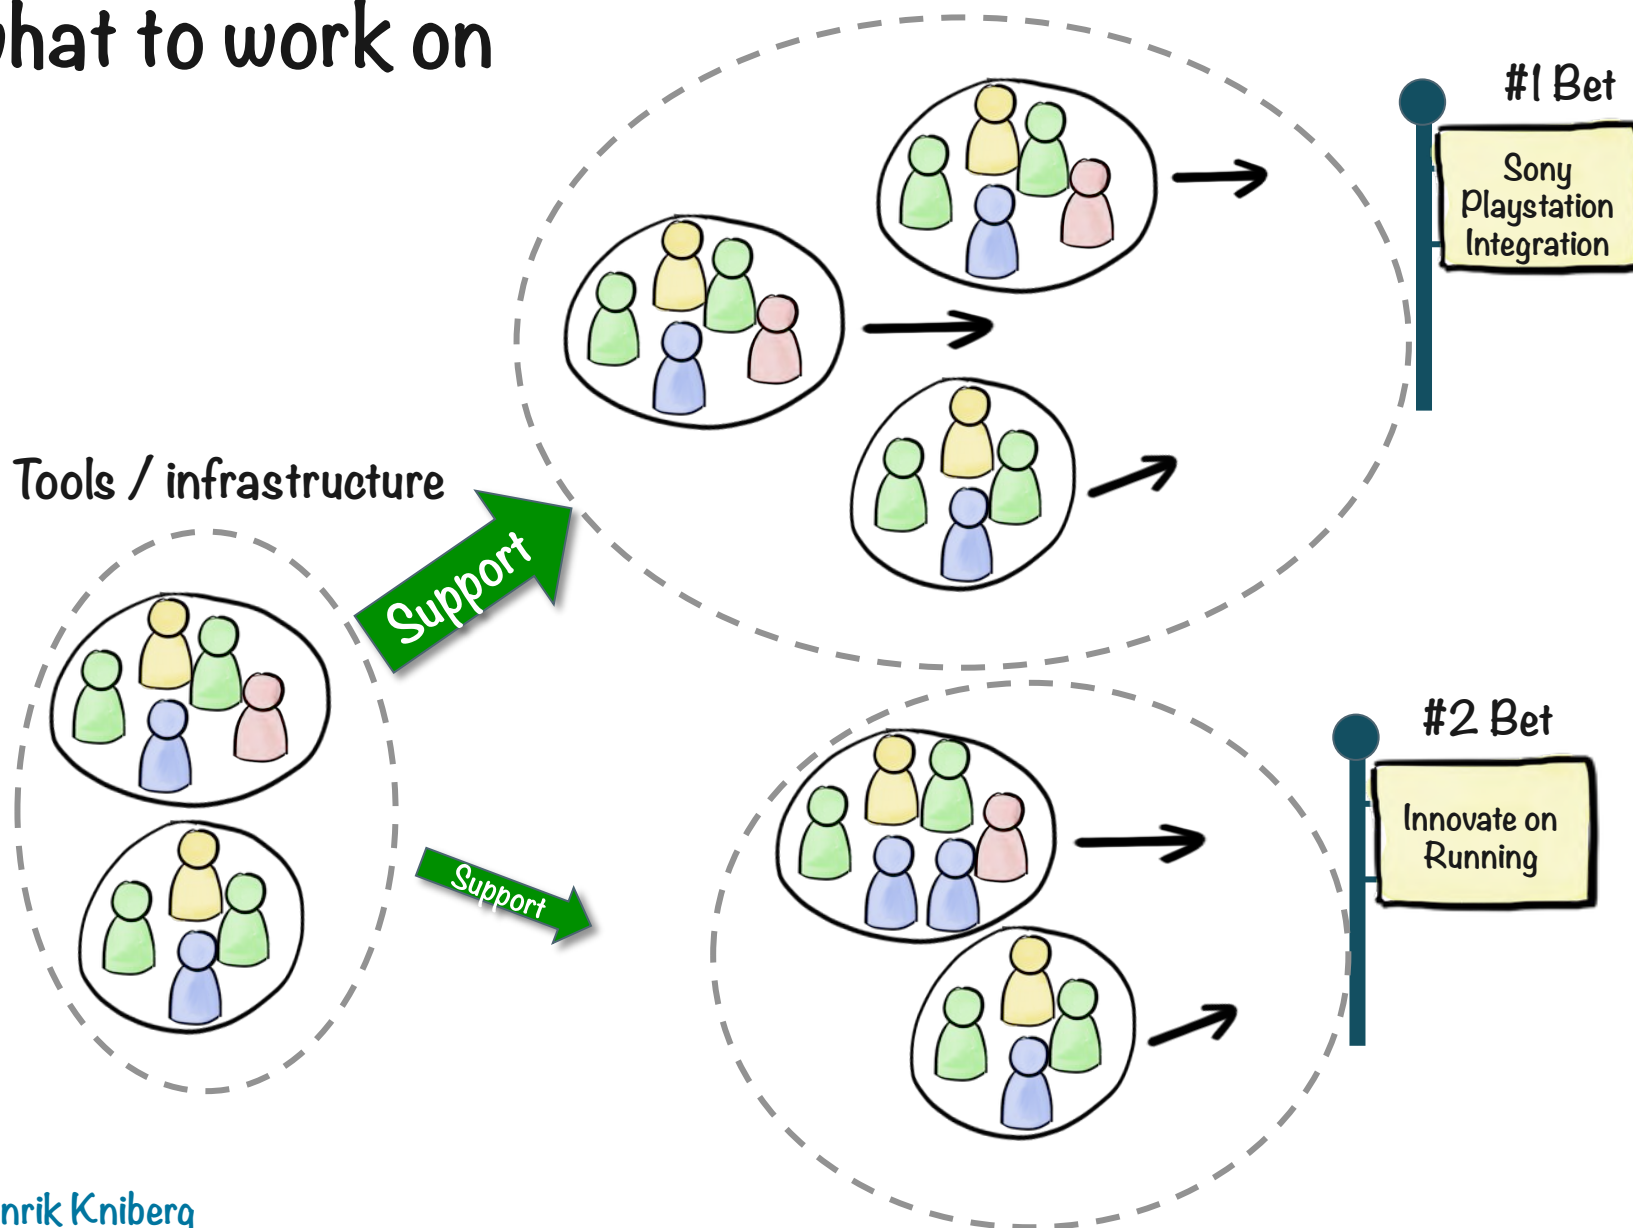 hat to work on
#1 Bet
Sony
Playstation
Integration
Tools / infrastructure
Support
#2 Bet
Innovate on
Running
Support
nrik Kniberg